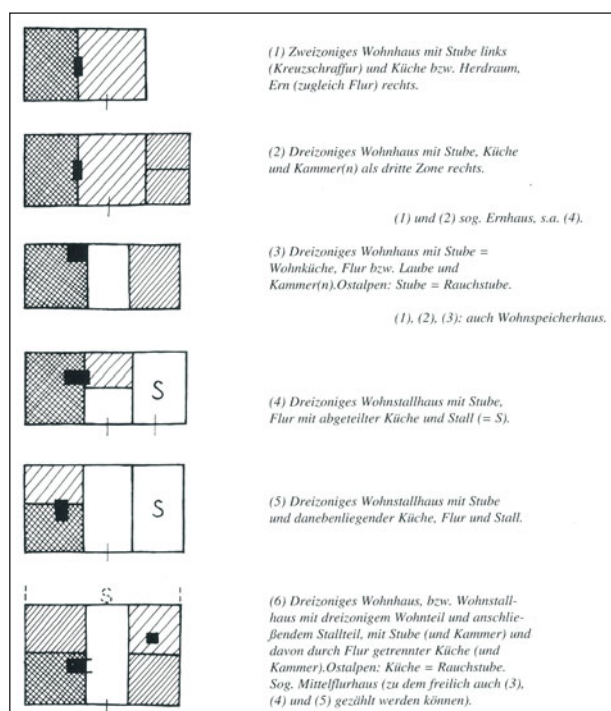 (1) Zweizoniges Wohnhaus mit Stube links
(Kreuzschraffur) und Küche bzw. Herdraum,
Ern (zugleich Flur) rechts.
(2) Dreizoniges Wohnhaus mit Stube, Küche
und Kammer(n) als dritte Zone rechts.
(1) und (2) sog. Ernhaus, s.a. (4).
(3) Dreizoniges Wohnhaus mit Stube =
Wohnküche, Flur bzw. Laube und
Kammer(n).Ostalpen: Stube = Rauchstube.
(1), (2), (3): auch Wohnspeicherhaus.
S
(4) Dreizoniges Wohnstallhaus mit Stube,
Flur mit abgeteilter Küche und Stall (= S).
S
(5) Dreizoniges Wohnstallhaus mit Stube
und danebenliegender Küche, Flur und Stall.
S
(6) Dreizoniges Wohnhaus, bzw. Wohnstall-
haus mit dreizonigem Wohnteil und anschlie-
ßendem Stallteil, mit Stube (und Kammer) und
davon durch Flur getrennter Küche (und
Kammer).Ostalpen: Küche = Rauchstube.
Sog. Mittelflurhaus (zu dem freilich auch (3),
(4) und (5) gezählt werden können).